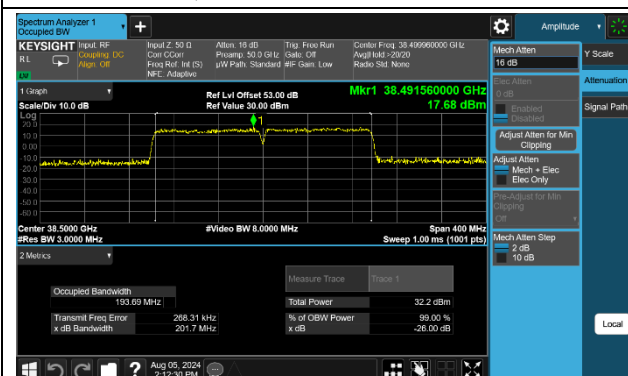 Spectrum Analyzer 1
Occupied BW
Amplitude
KEYSIGHT Input: RF
RL
Coupling: DC
Align: Off
Input Z: 50 Ω
Corr CCorr
Freq Ref: Int (S)
NFE: Adaptive
Atten: 16 dB
Preamp: 50.0 GHz
µW Path: Standard
Trig: Free Run
Gate: Off
#IF Gain: Low
Center Freq: 38.499960000 GHz
Avg|Hold:>20/20
Radio Std: None
1 Graph
Scale/Div 10.0 dB
Ref Lvl Offset 53.00 dB
Ref Value 30.00 dBm
Mkr1 38.491560000 GHz
17.68 dBm
Log
20.0
10.0
0.00
-10.0
-20.0
-30.0
-40.0
-50.0
-60.0
1
Center 38.5000 GHz
#Res BW 3.0000 MHz
#Video BW 8.0000 MHz
Span 400 MHz
Sweep 1.00 ms (1001 pts)
2 Metrics
Measure Trace Trace 1
Occupied Bandwidth
193.69 MHz
Total Power 32.2 dBm
Transmit Freq Error 268.31 kHz
% of OBW Power 99.00 %
x dB Bandwidth 201.7 MHz
x dB -26.00 dB
Aug 05, 2024
2:12:30 PM
Mech Atten
16 dB
Elec Atten
0 dB
Enabled
Disabled
Adjust Atten for Min
Clipping
Adjust Atten
Mech + Elec
Elec Only
Pre-Adjust for Min
Clipping
Off
Mech Atten Step
2 dB
10 dB
Y Scale
Attenuation
Signal Path
Local